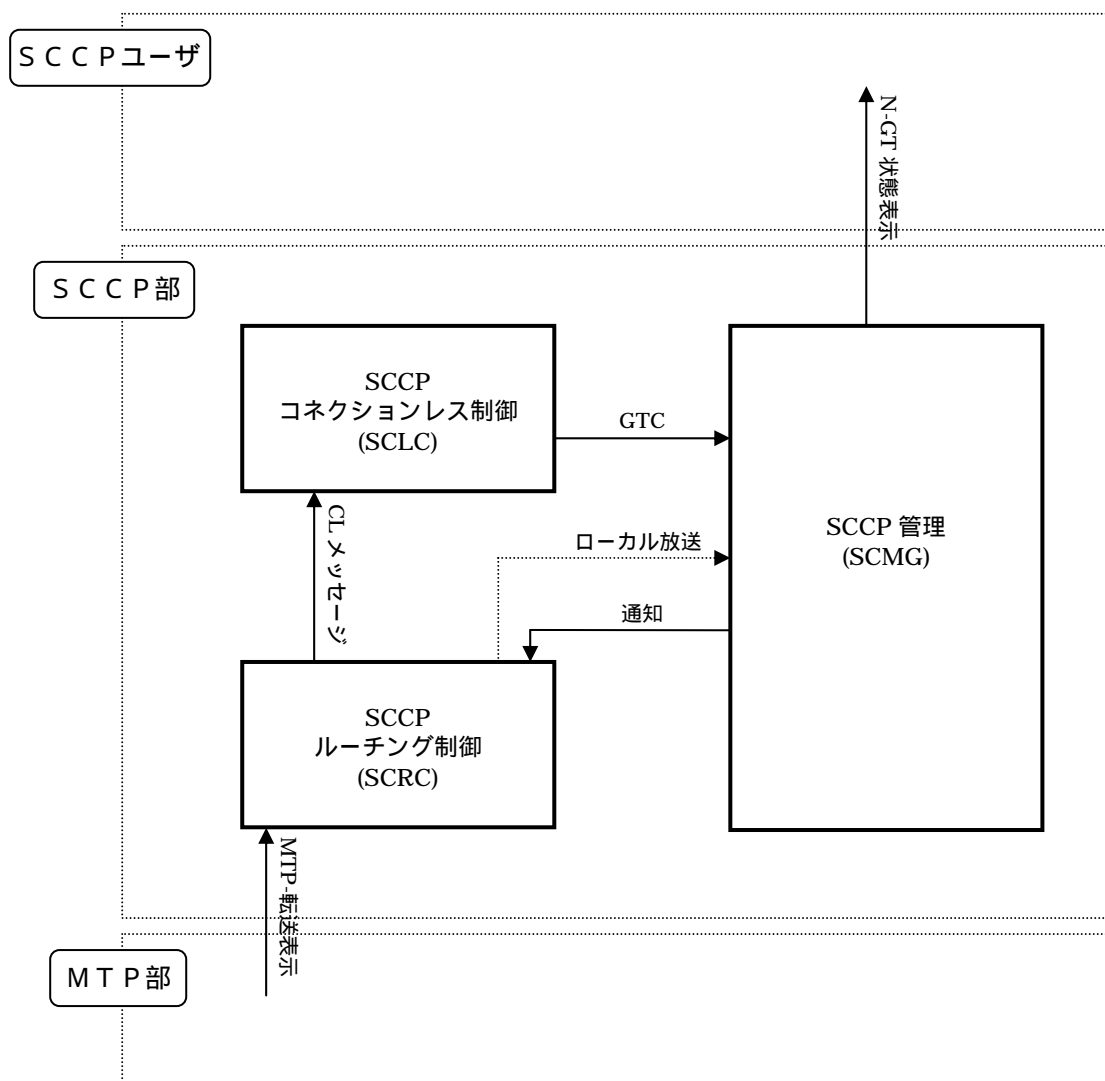 ＳＣＣＰユーザ
N-GT 状態表示
ＳＣＣＰ部
SCCP
コネクションレス制御
(SCLC)
GTC
SCCP 管理
(SCMG)
CL メッセージ
ローカル放送
通知
SCCP
ルーチング制御
(SCRC)
MTP-転送表示
ＭＴＰ部